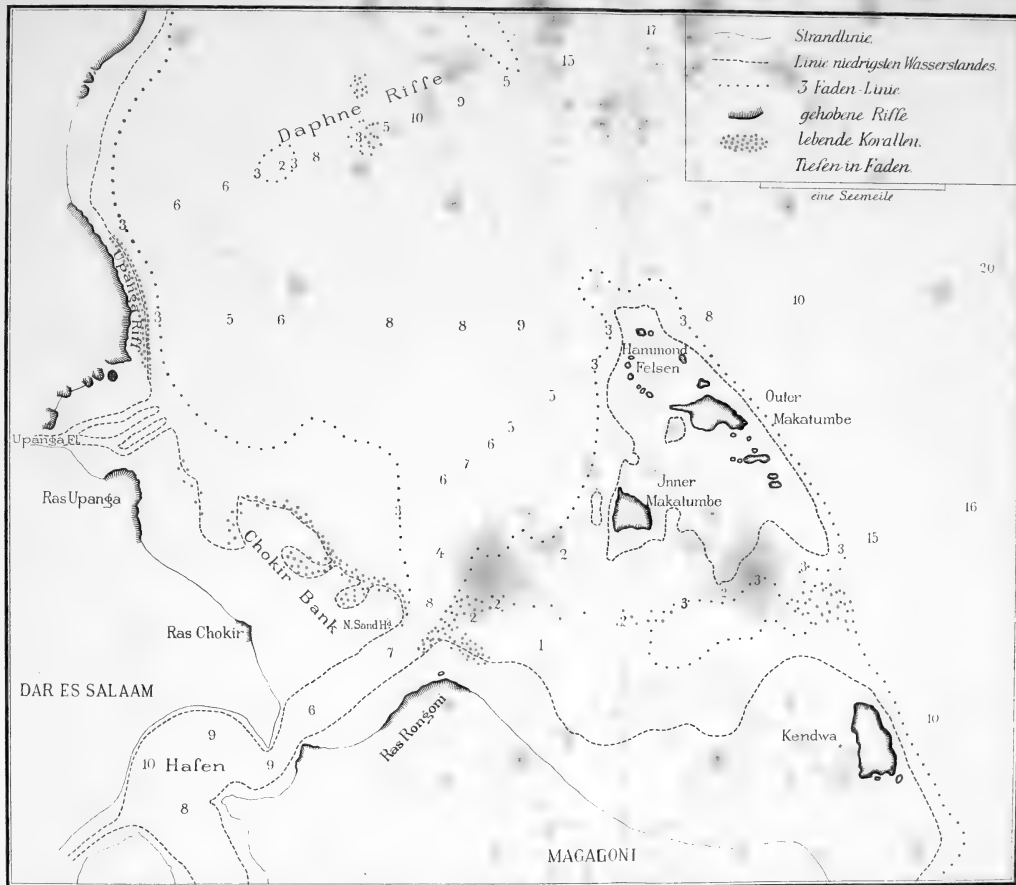 Strandlinie.
Linie niedrigsten Wasserstandes.
3 Faden-Linie.
gehobene Riffe
lebende Korallen.
Tiefen in Faden.
eine Seemeile
17
15
5
9
Daphne Riffe
10
5
3
8
3
2
3
6
6
3
Upanga Riff
3
5
6
8
8
9
20
10
8
3
3
Hammond
Felsen
3
5
Outer
Makatumbe
5
6
7
6
Upanga Fl.
Ras Upanga
3
Jnner
Makatumbe
16
15
3
Chokir
Bank
4
2
3
3
2
3
8
2
2
2
N. Sand Hd.
Ras Chokir
7
1
DAR ES SALAAM
6
Ras Rongoni
9
10
Hafen
9
8
Kendwa
10
MAGAGONI